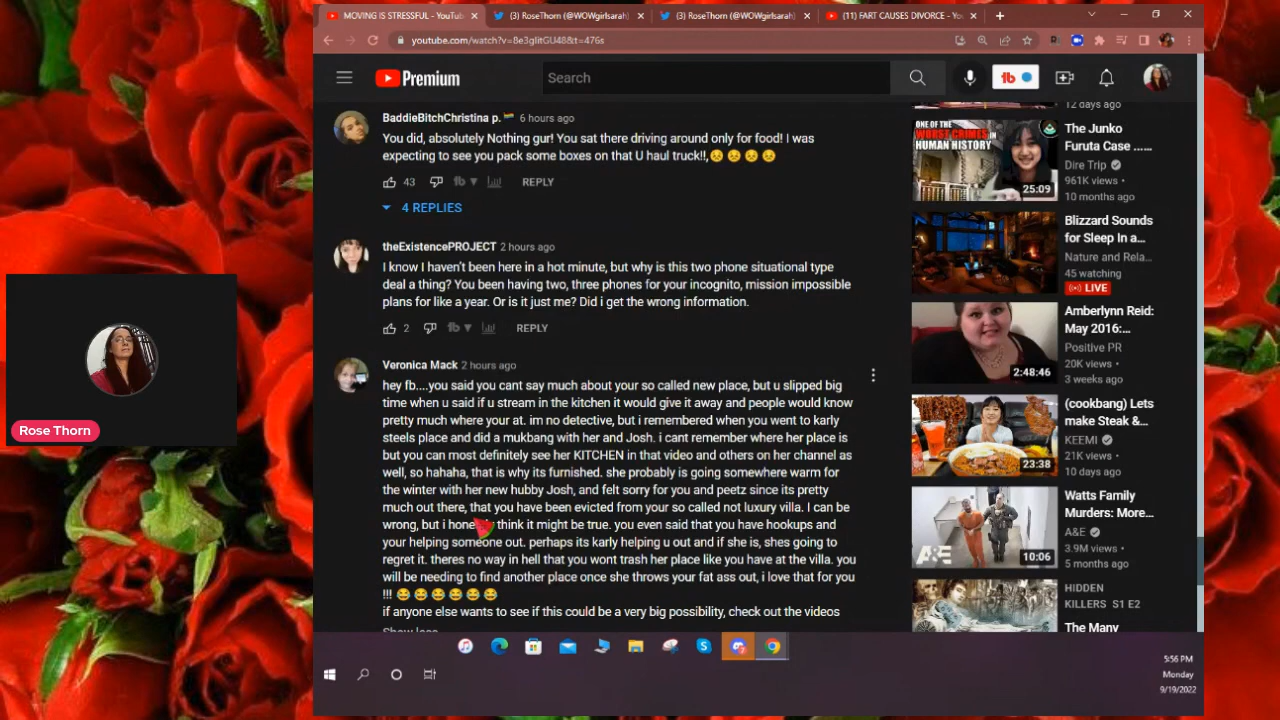 MOVING IS STRESSFUL - YouTub
(3) RoseThorn (@WOWgirlsarah)
(3) RoseThorn (@WOWgirlsarah)
(11) FART CAUSES DIVORCE - Yo
youtube.com/watch?v=8e3glitGU48&t=476s
Premium
Search
BaddieBitchChristina p. 6 hours ago
You did, absolutely Nothing gur! You sat there driving around only for food! I was
expecting to see you pack some boxes on that U haul truck!!,😣 😣 😣 😣
43
REPLY
4 REPLIES
theExistencePROJECT 2 hours ago
I know I haven't been here in a hot minute, but why is this two phone situational type
deal a thing? You been having two, three phones for your incognito, mission impossible
plans for like a year. Or is it just me? Did i get the wrong information.
2
REPLY
Veronica Mack 2 hours ago
hey fb....you said you cant say much about your so called new place, but u slipped big
time when u said if u stream in the kitchen it would give it away and people would know
pretty much where your at. im no detective, but i remembered when you went to karly
steels place and did a mukbang with her and Josh. i cant remember where her place is
but you can most definitely see her KITCHEN in that video and others on her channel as
well, so hahaha, that is why its furnished. she probably is going somewhere warm for
the winter with her new hubby Josh, and felt sorry for you and peetz since its pretty
much out there, that you have been evicted from your so called not luxury villa. I can be
wrong, but i hone think it might be true. you even said that you have hookups and
your helping someone out. perhaps its karly helping u out and if she is, shes going to
regret it. theres no way in hell that you wont trash her place like you have at the villa. you
will be needing to find another place once she throws your fat ass out, i love that for you
!!! 😂 😂 😂 😂 😂 😂
if anyone else wants to see if this could be a very big possibility, check out the videos
Show less
12 days ago
ONE OF THE
WORST CRIMES IN
HUMAN HISTORY
25:09
The Junko
Furuta Case ......
Dire Trip
961K views •
10 months ago
Blizzard Sounds
for Sleep In a...
Nature and Rela...
45 watching
LIVE
Amberlynn Reid:
May 2016:...
Positive PR
20K views •
3 weeks ago
2:48:46
(cookbang) Lets
make Steak &...
KEEMI
21K views •
10 days ago
23:38
Watts Family
Murders: More...
A&E
3.9M views •
5 months ago
A&E
10:06
HIDDEN
KILLERS S1 E2
The Many
Rose Thorn
5:56 PM
Monday
9/19/2022